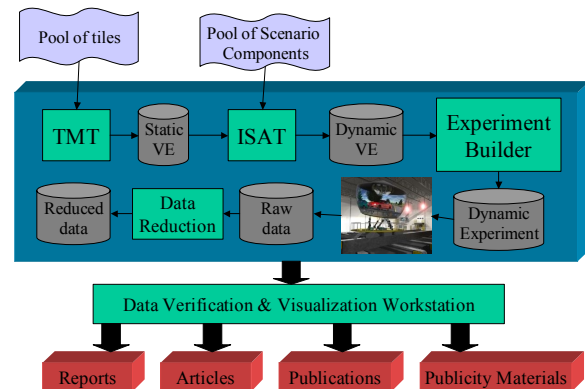 Pool of tiles
Pool of Scenario
Components
TMT
Static
VE
ISAT
Dynamic
VE
Experiment
Builder
Reduced
data
Data
Reduction
Raw
data
Dynamic
Experiment
Data Verification & Visualization Workstation
Reports
Articles
Publications
Publicity Materials